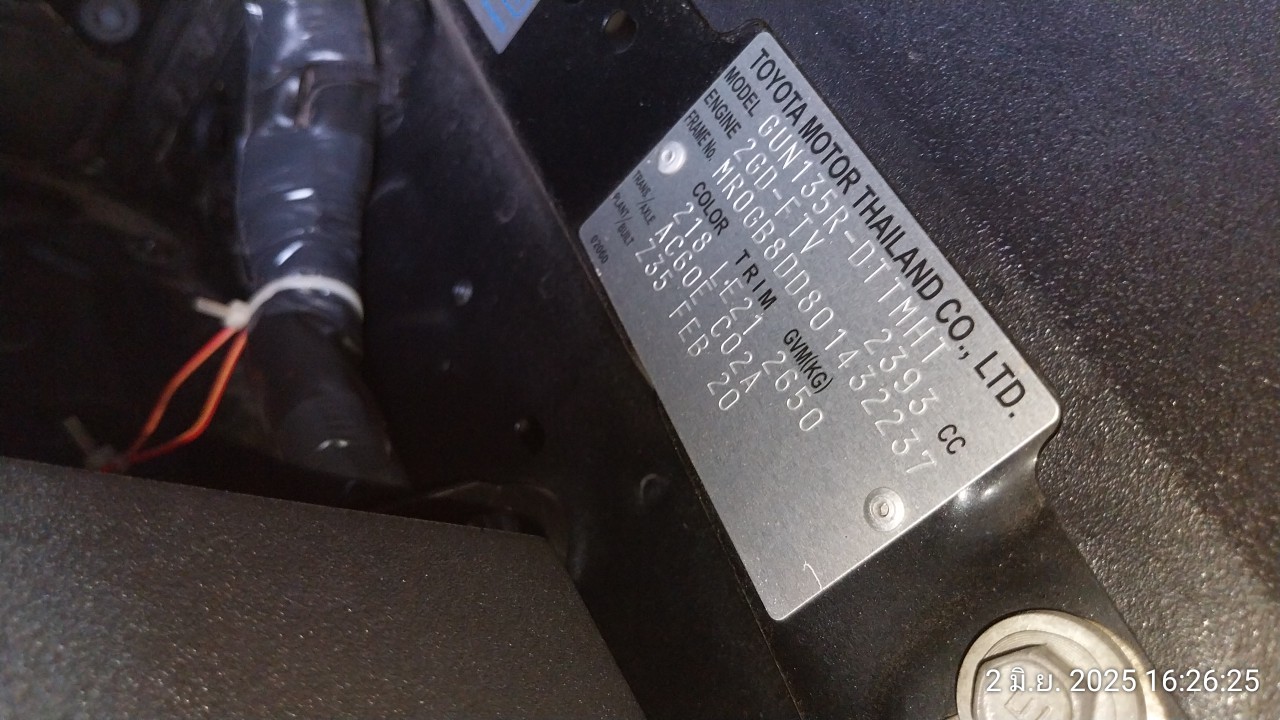 TOYOTA MOTOR THAILAND CO., LTD.
MODEL GUN135R-DTTMHT
ENGINE 2GD-FTV 2393 CC
FRAME No. MR0GB8DD801432237
COLOR TRIM GVM(KG)
218 LE21 2650
TRANS/AXLE AC60E C02A
PLANT/BUILT Z35 FEB 20
02060
1
2 มิ.ย. 2025 16:26:25